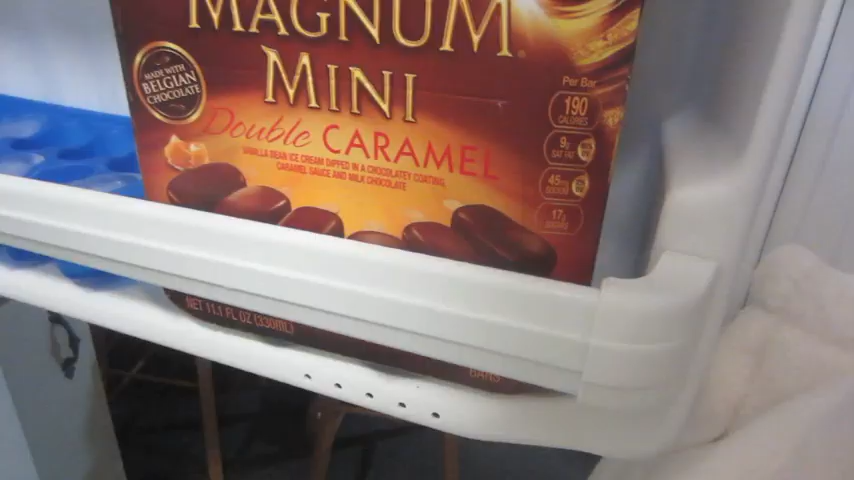 MAGNUM
MINI
MADE WITH
BELGIAN
CHOCOLATE
Double CARAMEL
VANILLA BEAN ICE CREAM DIPPED IN A CHOCOLATEY COATING,
CARAMEL SAUCE AND MILK CHOCOLATE
Per Bar
190
CALORIES
9g
SAT FAT
45mg
SODIUM
17g
SUGARS
NET 11.1 FL OZ (330mL)
BARS